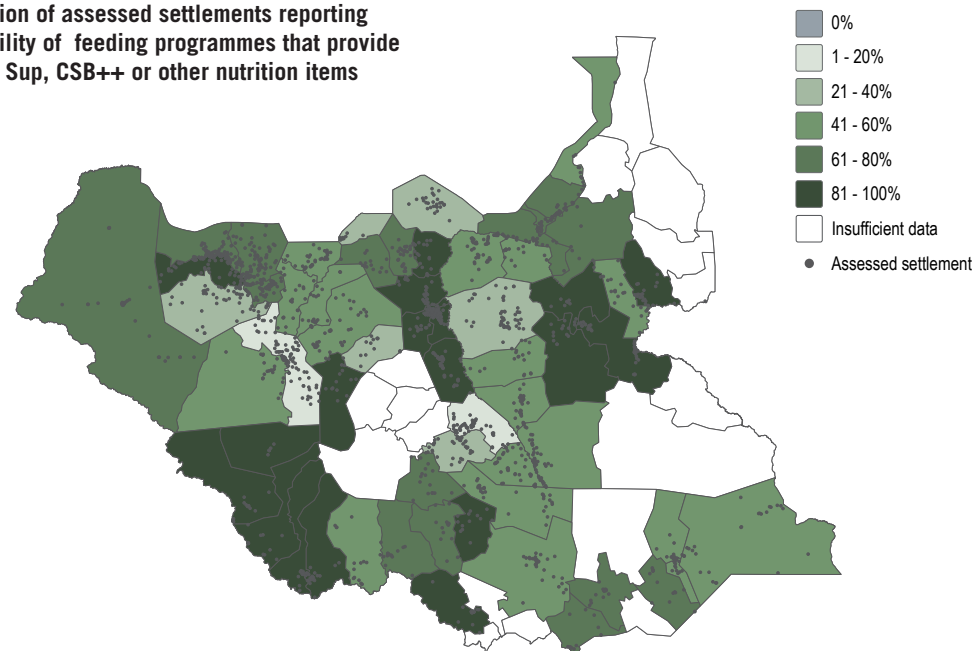 ion of assessed settlements reporting
ility of feeding programmes that provide
Sup, CSB++ or other nutrition items
0%
1 - 20%
21 - 40%
41 - 60%
61 - 80%
81 - 100%
Insufficient data
Assessed settlement